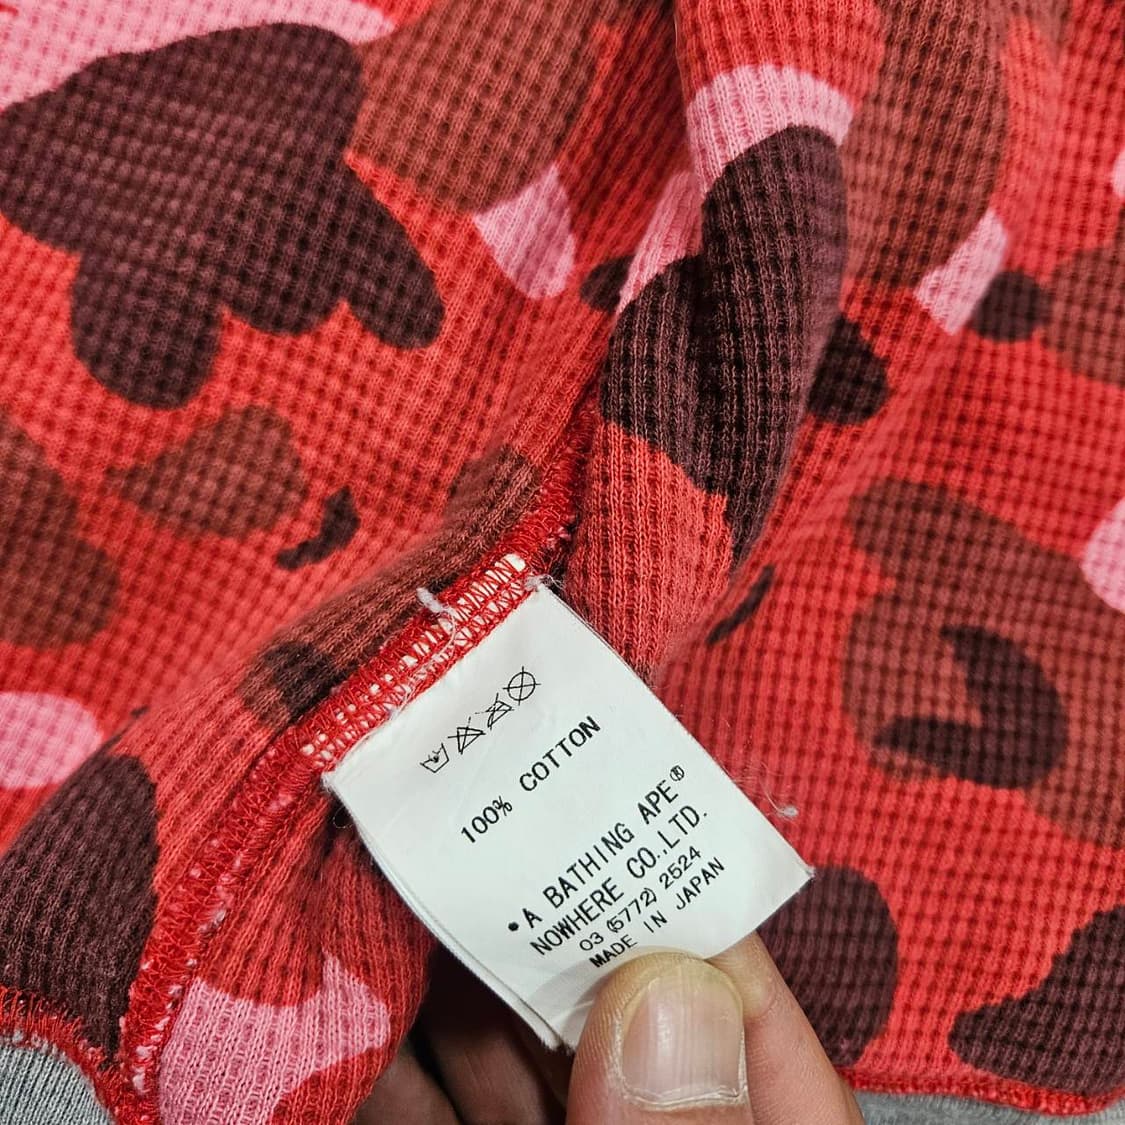 100% COTTON
•A BATHING APE®
NOWHERE CO.,LTD.
03 (5772) 2524
MADE IN JAPAN